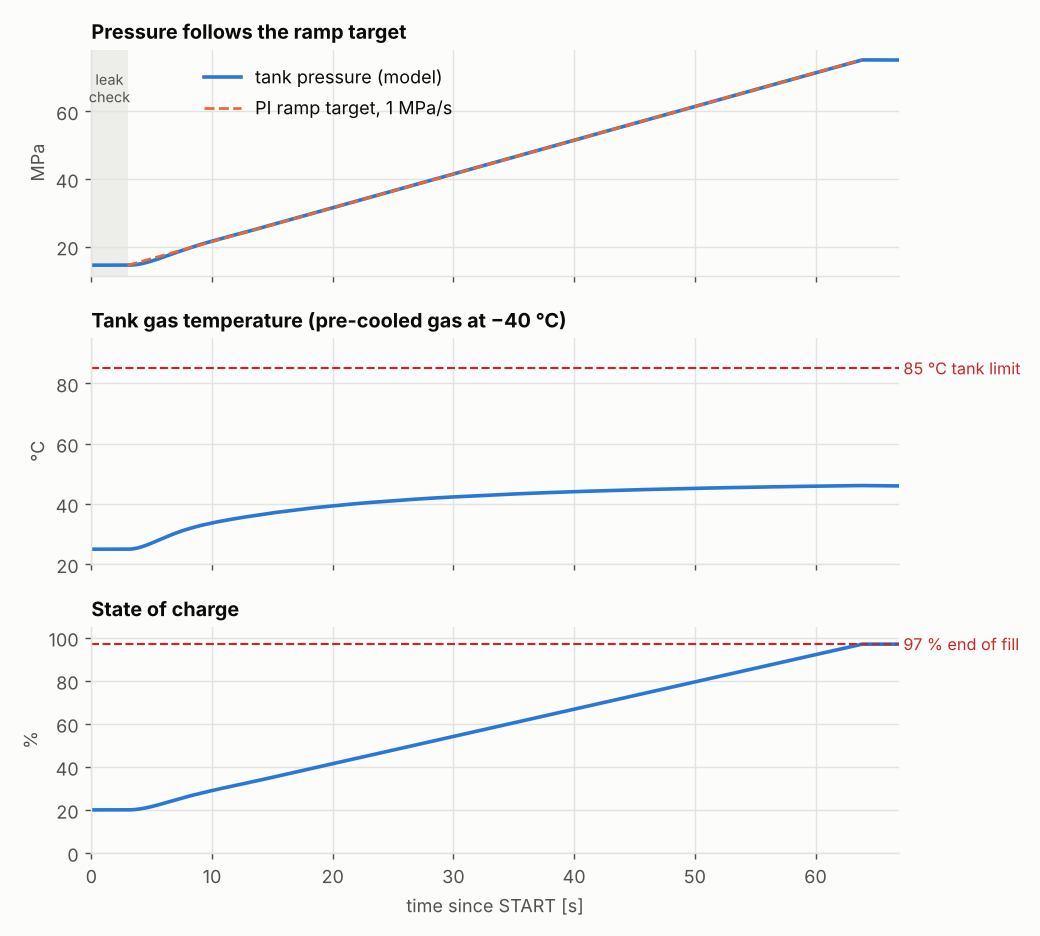 Pressure follows the ramp target
leak
check
tank pressure (model)
PI ramp target, 1 MPa/s
60
40
20
MPa
Tank gas temperature (pre-cooled gas at −40 °C)
85 °C tank limit
80
60
40
20
°C
State of charge
97 % end of fill
100
80
60
40
20
0
%
0 10 20 30 40 50 60
time since START [s]